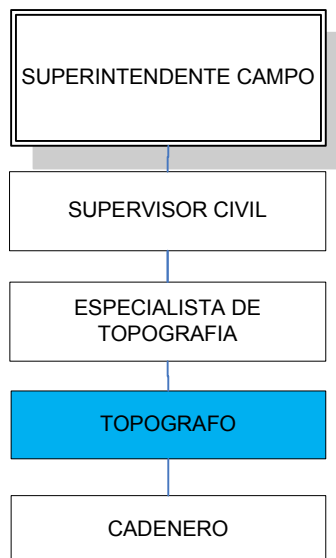 SUPERINTENDENTE CAMPO
SUPERVISOR CIVIL
ESPECIALISTA DE
TOPOGRAFIA
TOPOGRAFO
CADENERO